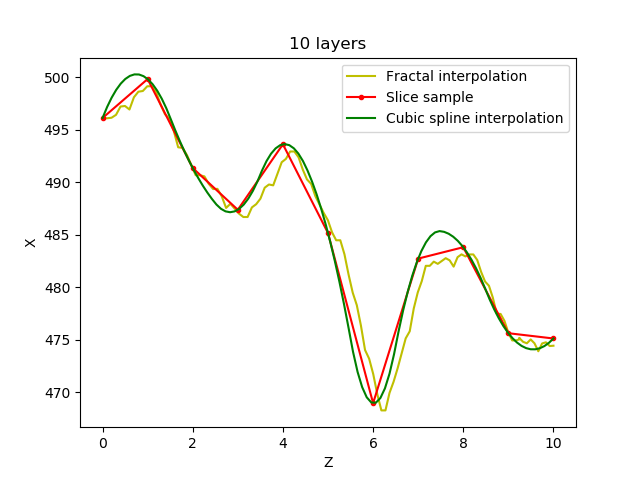 10 layers
Fractal interpolation
Slice sample
Cubic spline interpolation
500
495
490
485
480
475
470
X
0 2 4 6 8 10
Z